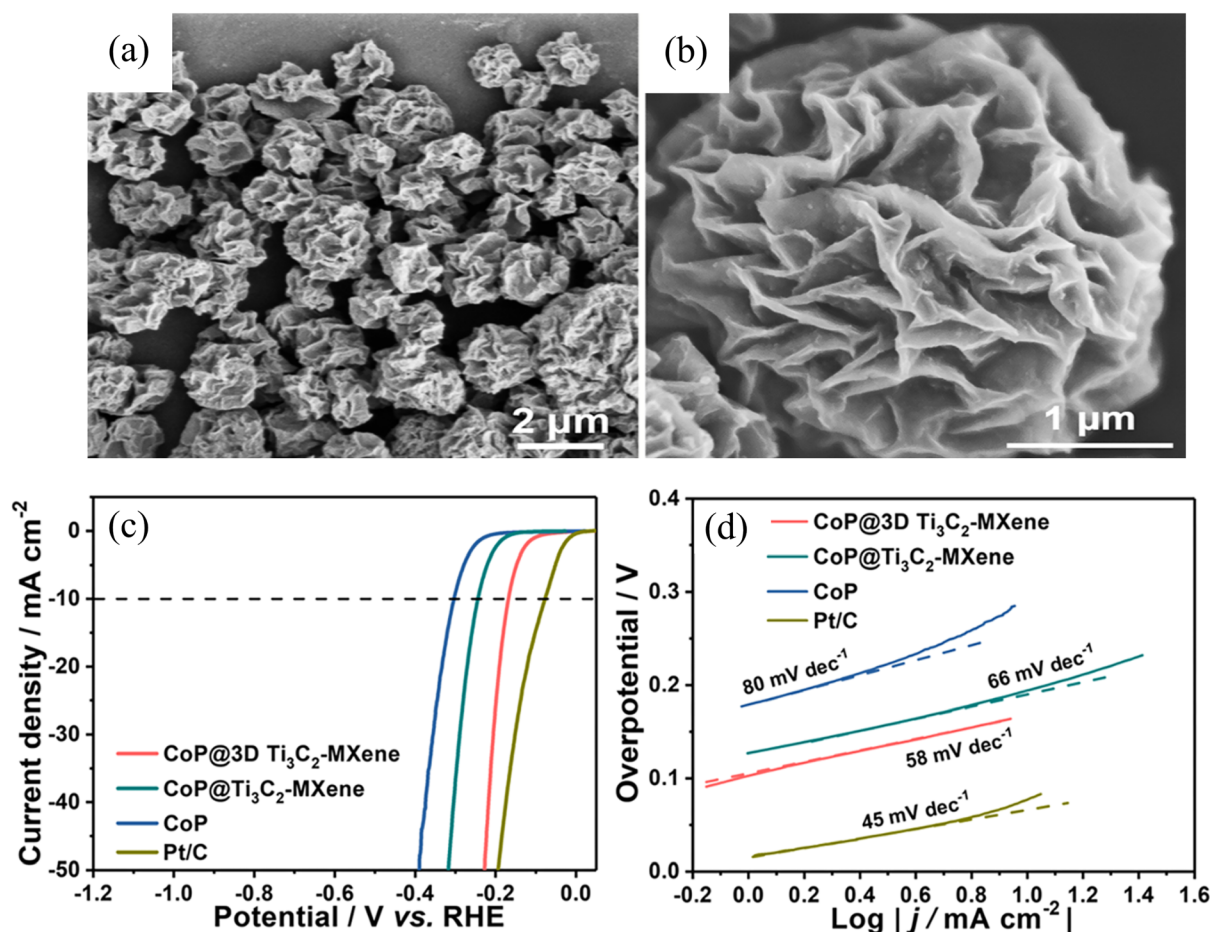 (a)
2 μm
(b)
1 μm
(c)
0
-10
-20
-30
-40
-50
-1.2
-1.0
-0.8
-0.6
-0.4
-0.2
0.0
Current density / mA cm⁻²
Potential / V vs. RHE
CoP@3D Ti₃C₂-MXene
CoP@Ti₃C₂-MXene
CoP
Pt/C
(d)
CoP@3D Ti₃C₂-MXene
CoP@Ti₃C₂-MXene
CoP
Pt/C
80 mV dec⁻¹
66 mV dec⁻¹
58 mV dec⁻¹
45 mV dec⁻¹
0.4
0.3
0.2
0.1
0.0
-0.2
0.0
0.2
0.4
0.6
0.8
1.0
1.2
1.4
1.6
Overpotential / V
Log | j / mA cm⁻² |